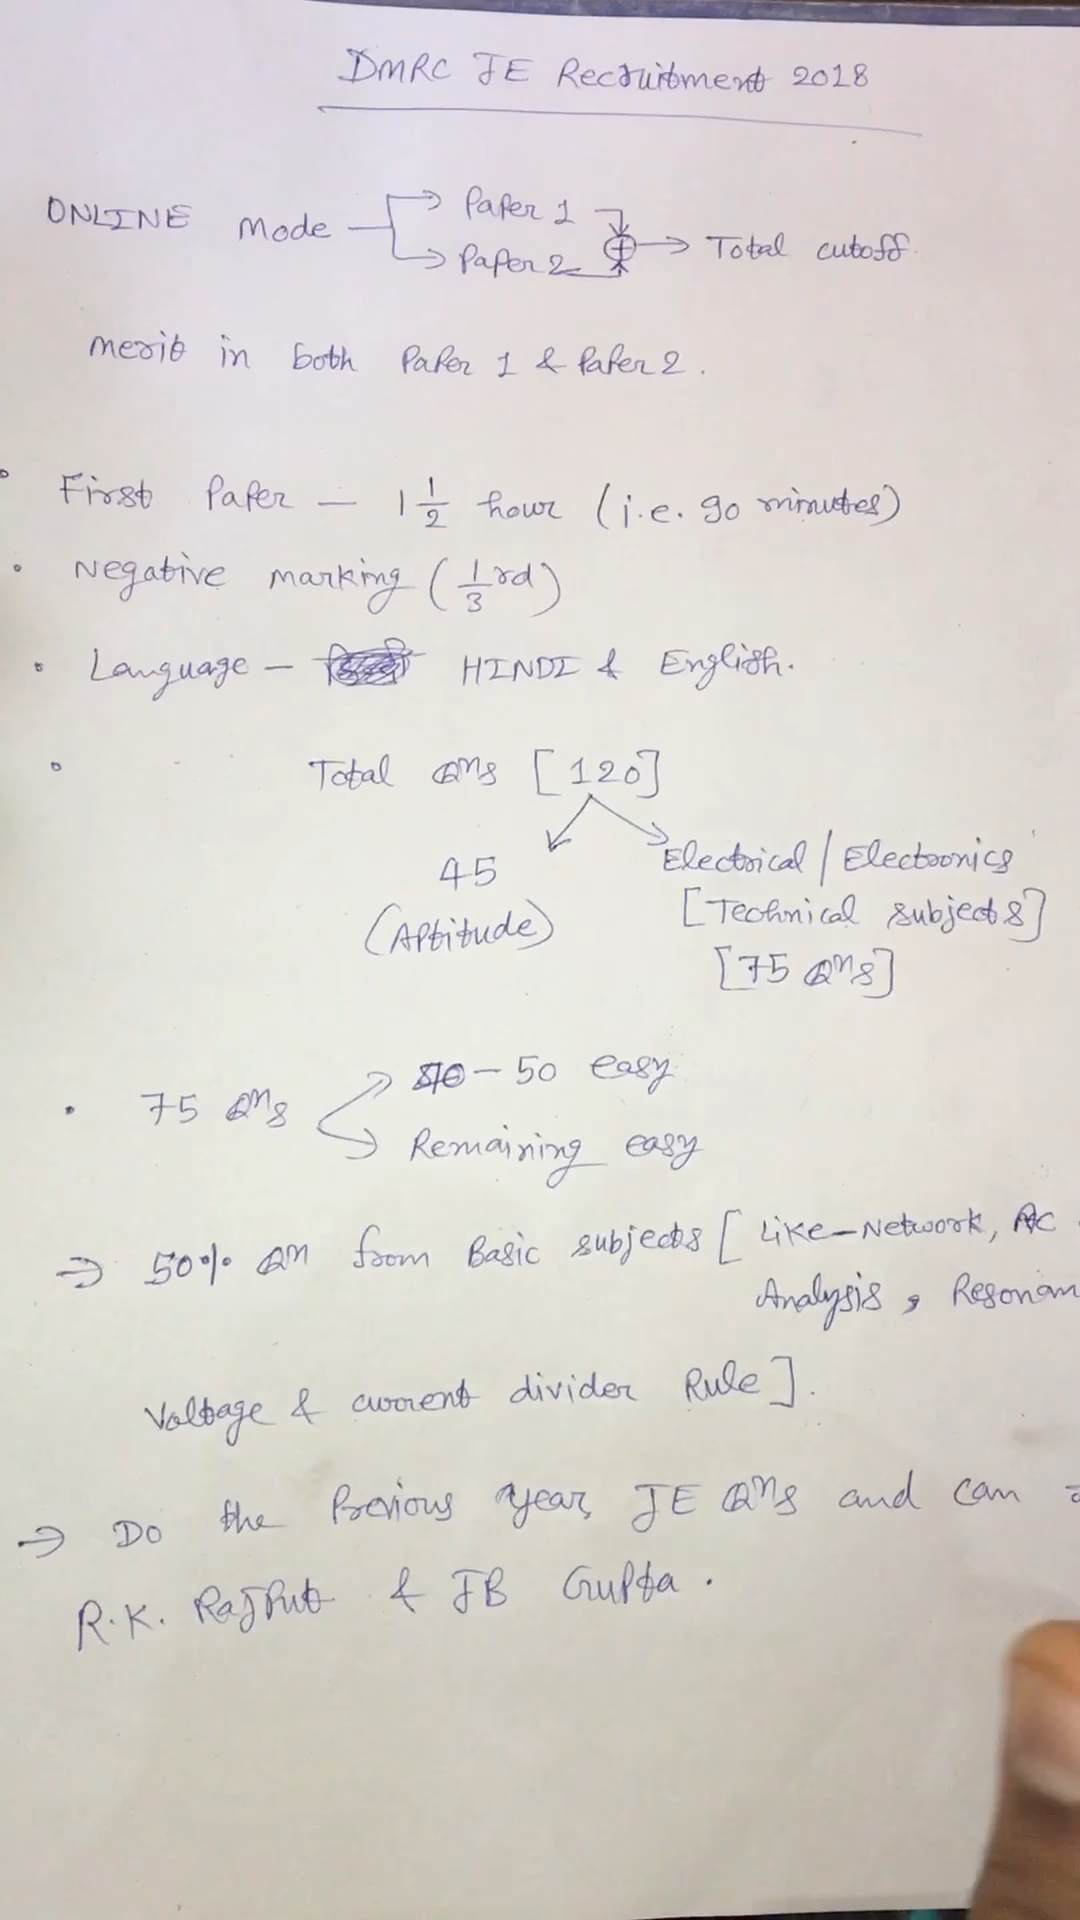 DMRC JE Recruitment 2018
ONLINE mode → Paper 1
→ Paper 2 ⊕ → Total cutoff
merit in both Paper 1 & Paper 2.
• First Paper — 1 1/2 hour (i.e. 90 minutes)
• Negative marking (1/3 rd)
• Language — HINDI & English.
• Total Qns [120]
45
(Aptitude)
Electrical / Electronics
[Technical subjects]
[75 Qns]
• 75 Qns → 40 – 50 easy
→ Remaining easy
→ 50% Qn from Basic subjects [Like – Network, AC
Analysis, Resonan
Voltage & current divider Rule].
→ Do the Previous year JE Qns and can
R.K. Rajput & JB Gupta.